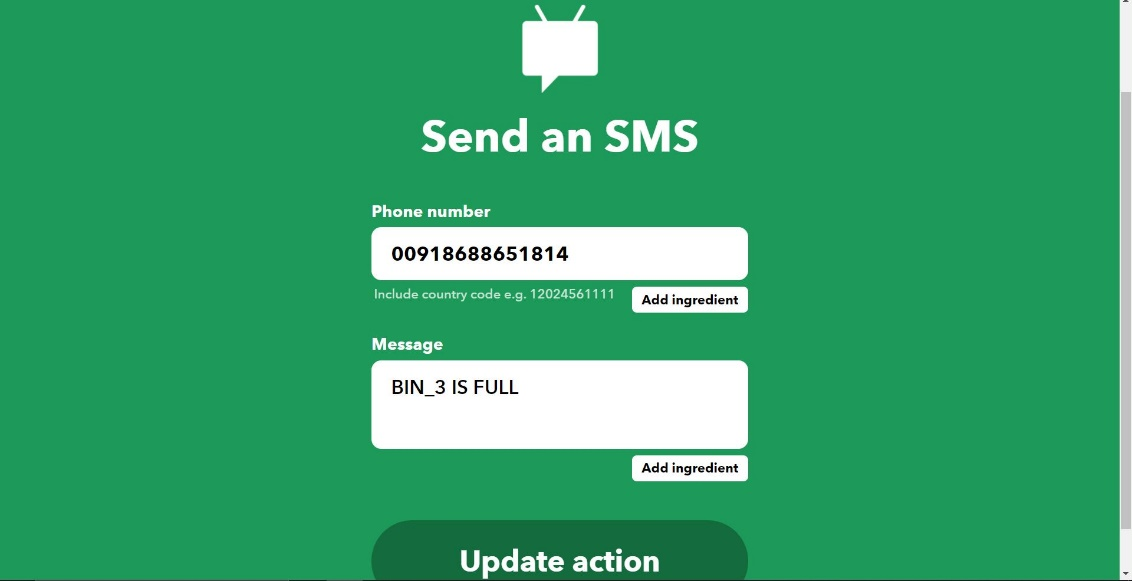 Send an SMS
Phone number
00918688651814
Include country code e.g. 12024561111
Add ingredient
Message
BIN_3 IS FULL
Add ingredient
Update action